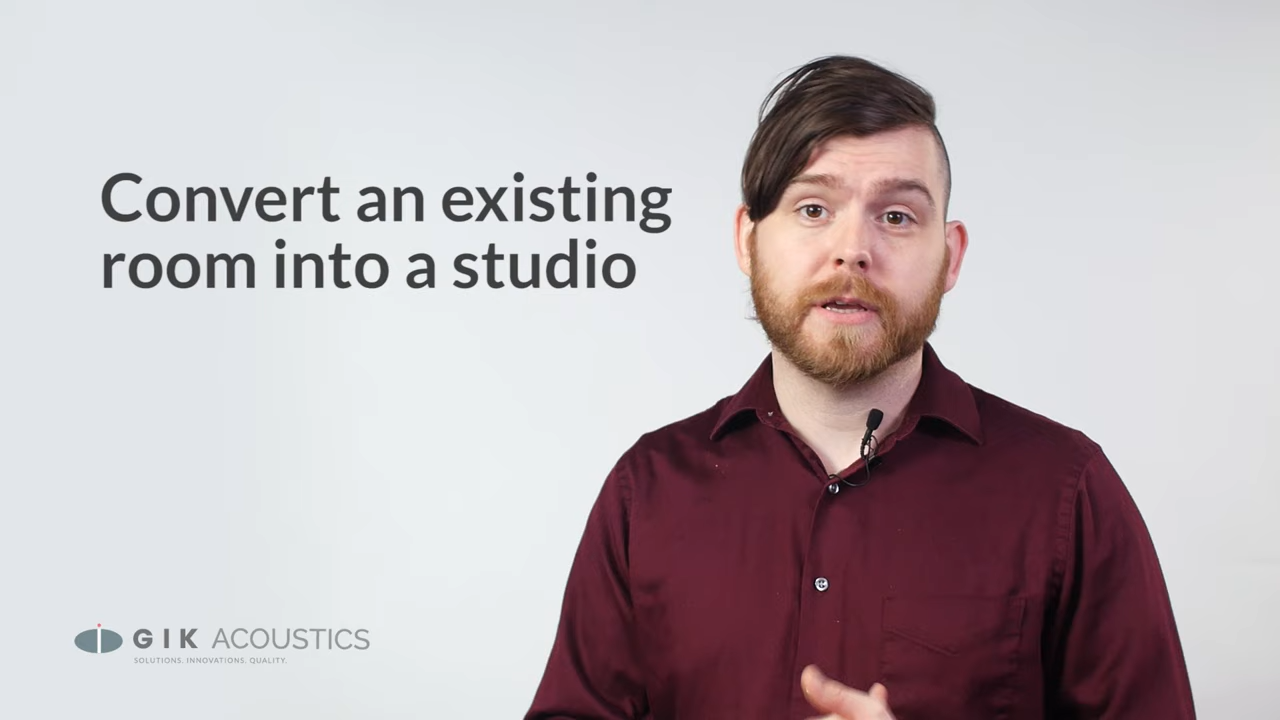 Convert an existing
room into a studio
GIK ACOUSTICS
SOLUTIONS. INNOVATIONS. QUALITY.